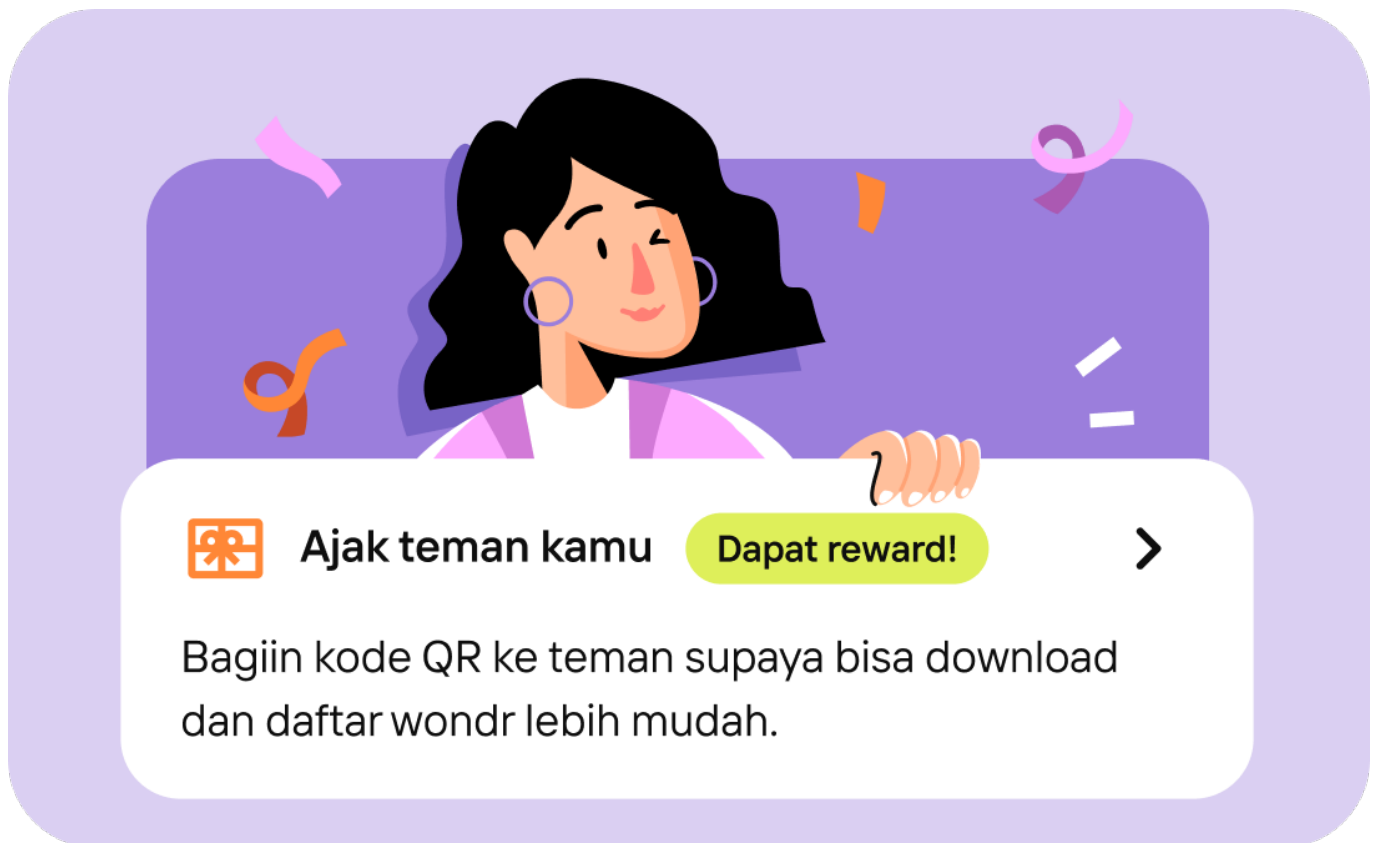 Ajak teman kamu Dapat reward!
Bagiin kode QR ke teman supaya bisa download
dan daftar wondr lebih mudah.